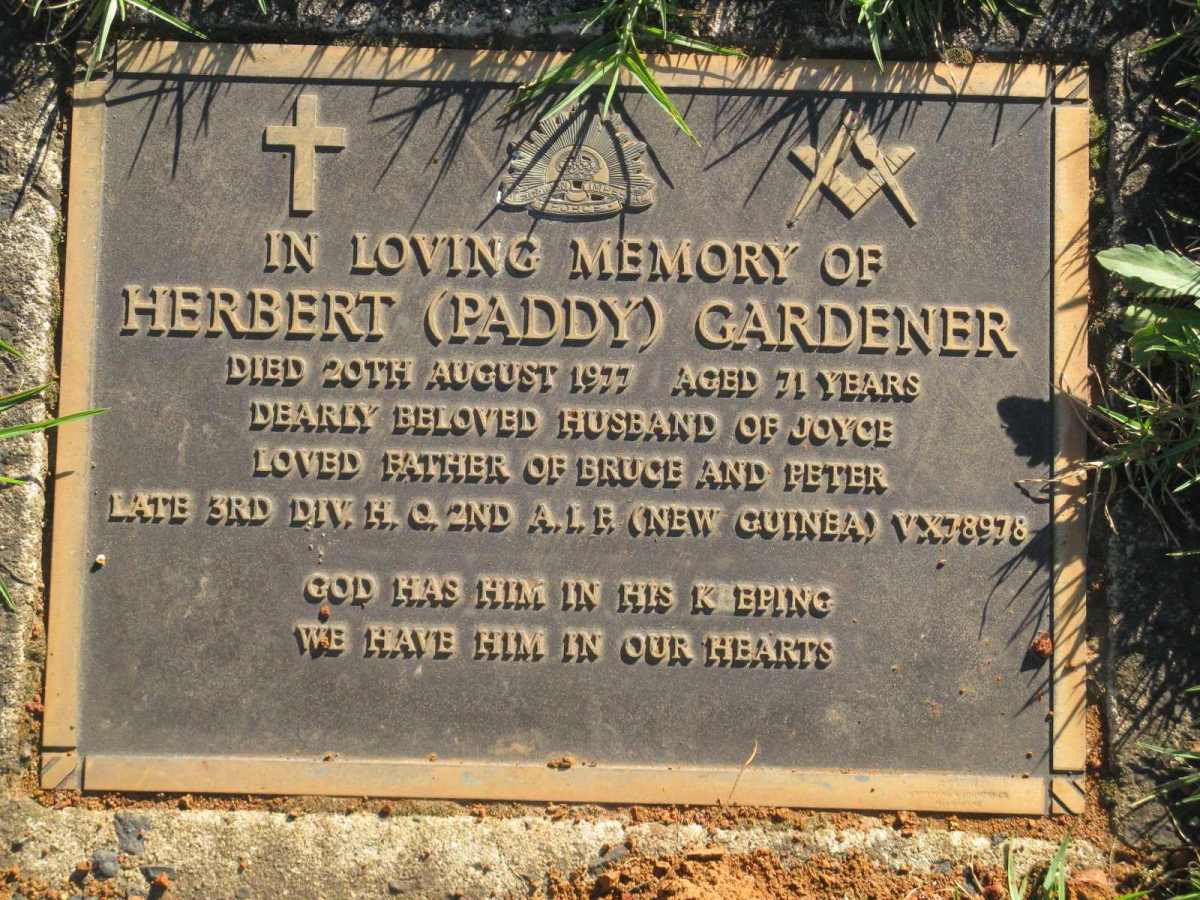 IN LOVING MEMORY OF
HERBERT (PADDY) GARDENER
DIED 20TH AUGUST 1977 AGED 71 YEARS
DEARLY BELOVED HUSBAND OF JOYCE
LOVED FATHER OF BRUCE AND PETER
LATE 3RD DIV. H. Q. 2ND A. I. F. (NEW GUINEA) VX78978
GOD HAS HIM IN HIS K EPING
WE HAVE HIM IN OUR HEARTS